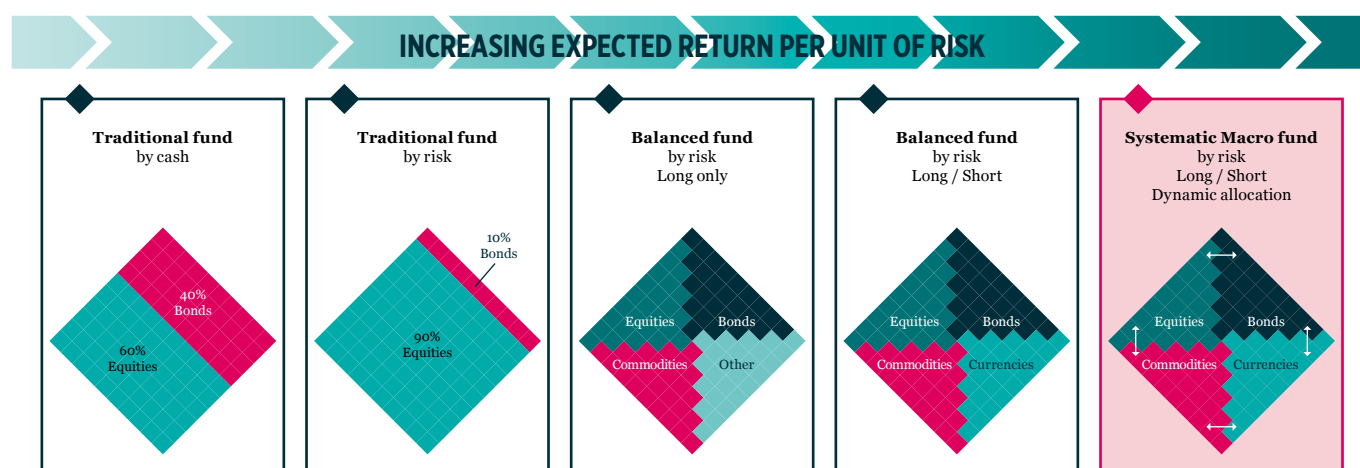 INCREASING EXPECTED RETURN PER UNIT OF RISK
Traditional fund
by cash
40%
Bonds
60%
Equities
Traditional fund
by risk
10%
Bonds
90%
Equities
Balanced fund
by risk
Long only
Equities
Bonds
Commodities
Other
Balanced fund
by risk
Long / Short
Equities
Bonds
Commodities
Currencies
Systematic Macro fund
by risk
Long / Short
Dynamic allocation
Equities
Bonds
Commodities
Currencies